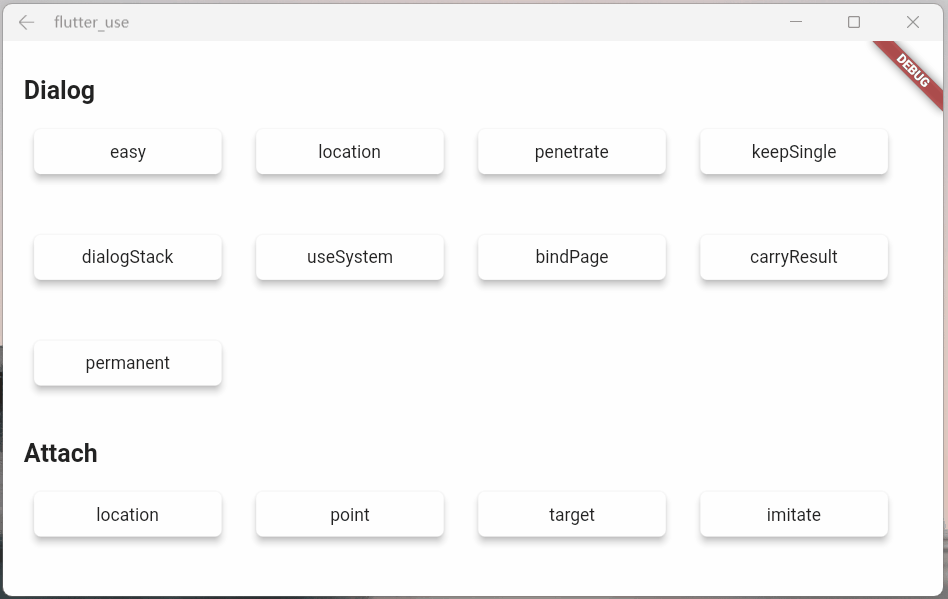 flutter_use
DEBUG
Dialog
easy location penetrate keepSingle
dialogStack useSystem bindPage carryResult
permanent
Attach
location point target imitate